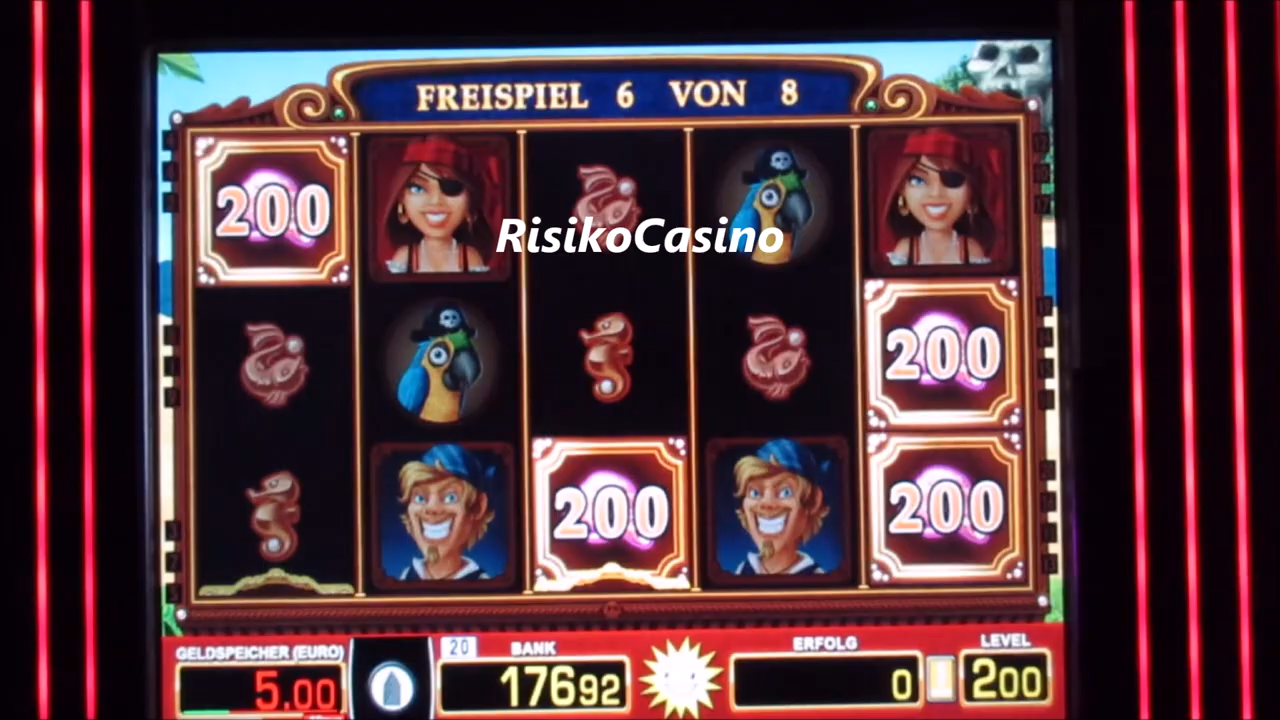 FREISPIEL 6 VON 8
200
RisikoCasino
200
200
200
GELDSPEICHER (EURO)
20
BANK
ERFOLG
LEVEL
5.00
17692
0
200